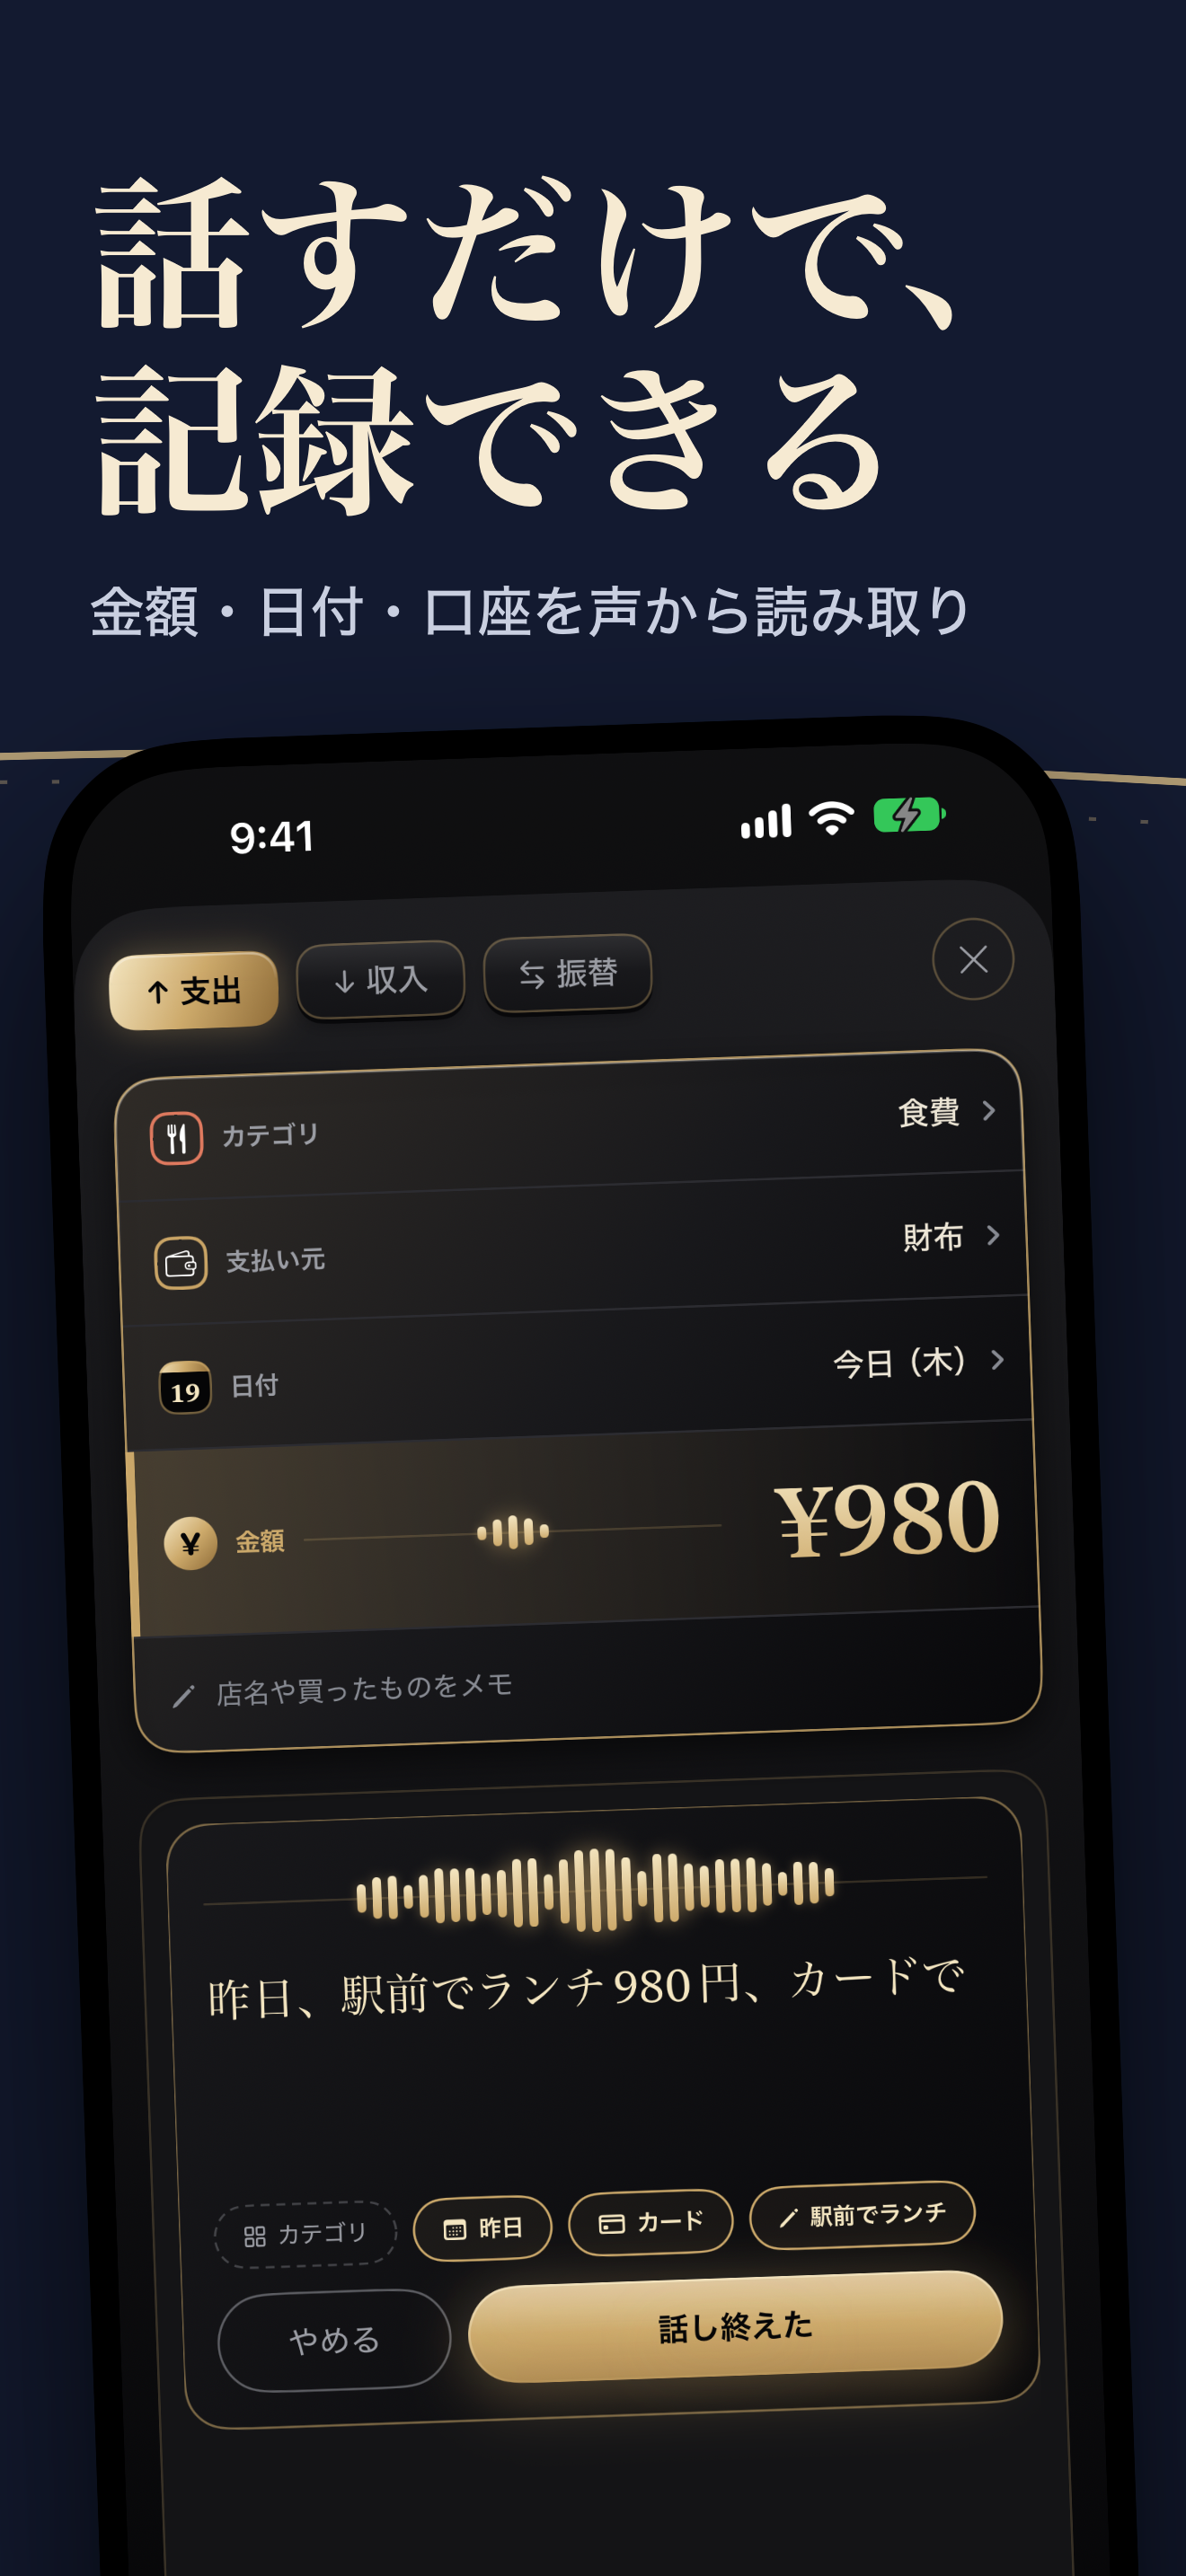 話すだけで、
記録できる
金額・日付・口座を声から読み取り
9:41
↑ 支出 ↓ 収入 振替
カテゴリ 食費
支払い元 財布
19 日付 今日（木）
¥ 金額 ¥980
店名や買ったものをメモ
昨日、駅前でランチ980円、カードで
カテゴリ 昨日 カード 駅前でランチ
やめる 話し終えた